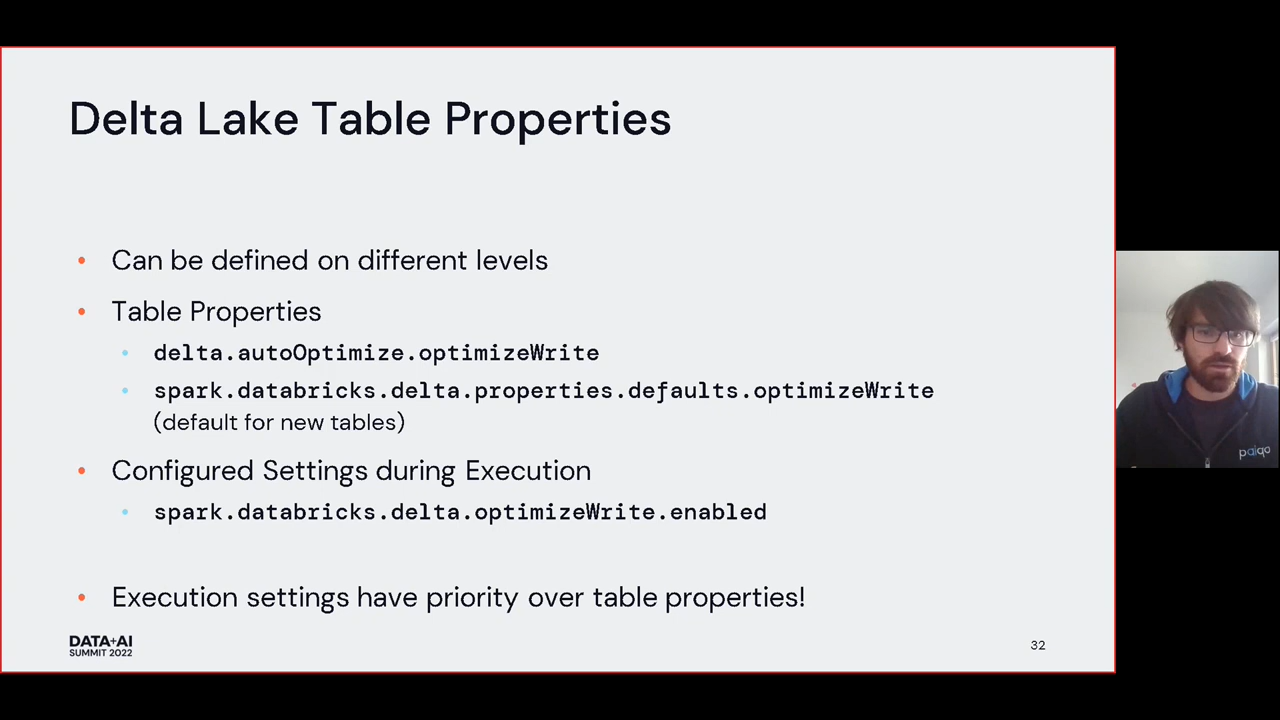 Delta Lake Table Properties
• Can be defined on different levels
• Table Properties
• delta.autoOptimize.optimizeWrite
• spark.databricks.delta.properties.defaults.optimizeWrite
(default for new tables)
• Configured Settings during Execution
• spark.databricks.delta.optimizeWrite.enabled
• Execution settings have priority over table properties!
DATA+AI
SUMMIT 2022
32
paiqo